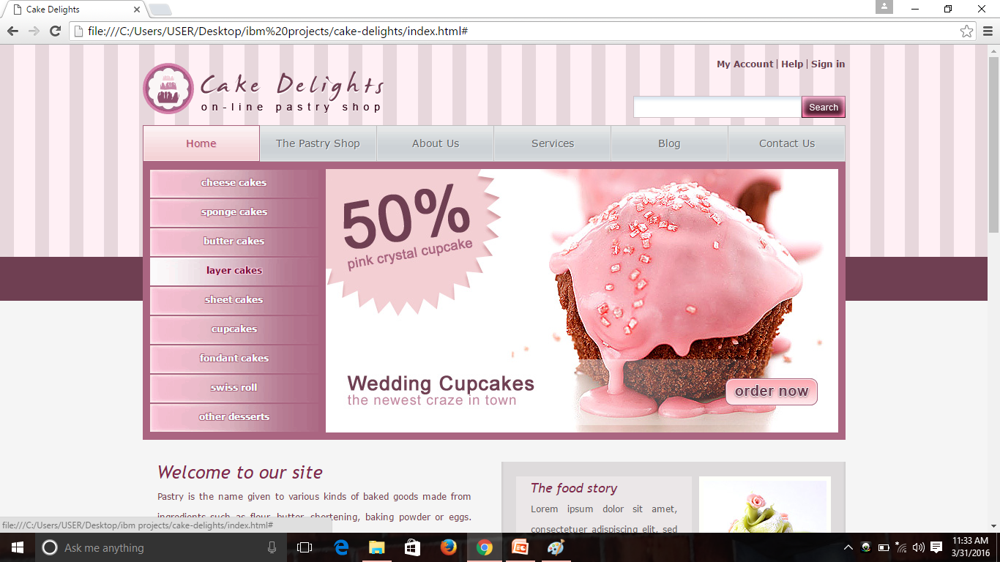 Cake Delights
file:///C:/Users/USER/Desktop/ibm%20projects/cake-delights/index.html#
My Account | Help | Sign in
Cake Delights
on-line pastry shop
Search
Home The Pastry Shop About Us Services Blog Contact Us
cheese cakes
sponge cakes
butter cakes
layer cakes
sheet cakes
cupcakes
fondant cakes
swiss roll
other desserts
50%
pink crystal cupcake
Wedding Cupcakes
the newest craze in town
order now
Welcome to our site
Pastry is the name given to various kinds of baked goods made from
ingredients such as flour, butter, shortening, baking powder or eggs.
The food story
Lorem ipsum dolor sit amet,
consectetuer adipiscing elit, sed
file:///C:/Users/USER/Desktop/ibm projects/cake-delights/index.html#
Ask me anything
11:33 AM
3/31/2016